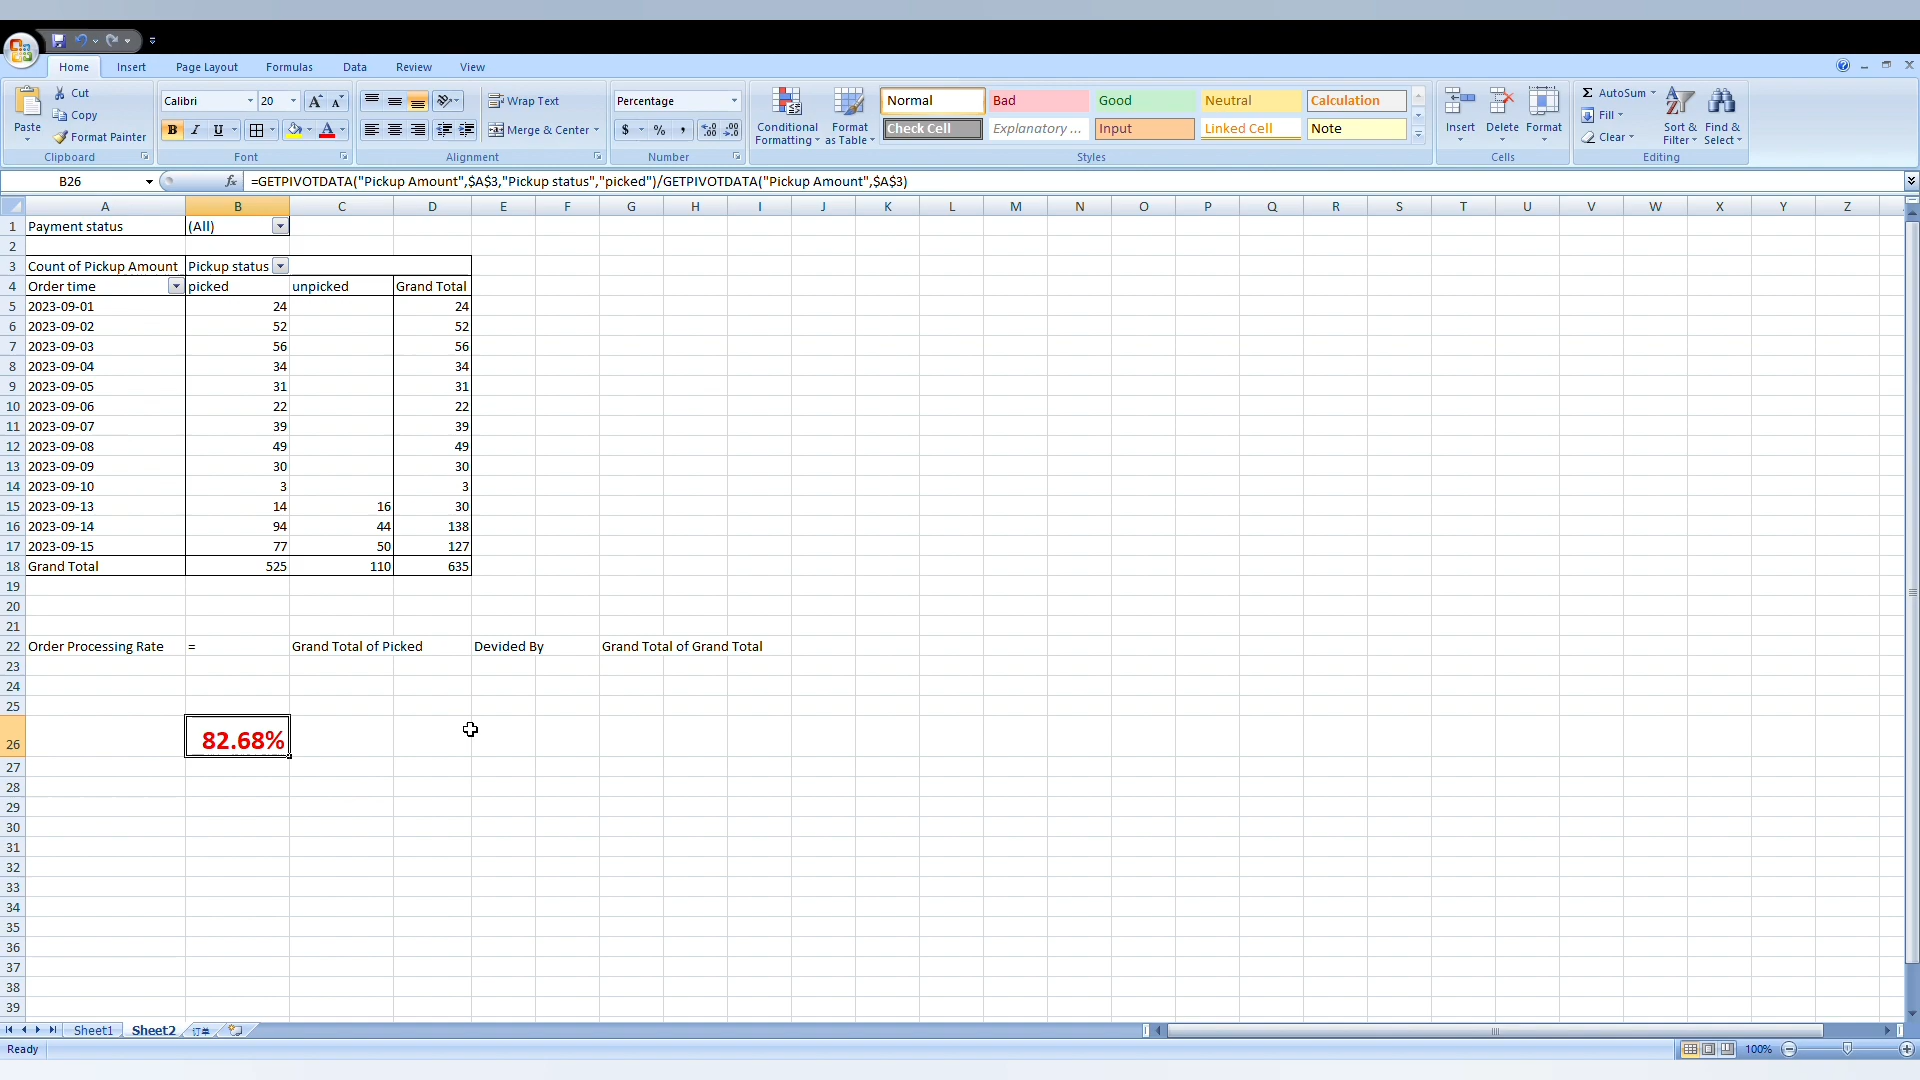 Home Insert Page Layout Formulas Data Review View
Paste
Cut
Copy
Format Painter
Clipboard
Calibri 20
B I U
Font
Wrap Text
Merge & Center
Alignment
Percentage
$ % ,
Number
Conditional Formatting
Format as Table
Normal Bad Good Neutral Calculation
Check Cell Explanatory ... Input Linked Cell Note
Styles
Insert Delete Format
Cells
Σ AutoSum
Fill
Clear
Sort & Filter
Find & Select
Editing
B26 fx =GETPIVOTDATA("Pickup Amount",$A$3,"Pickup status","picked")/GETPIVOTDATA("Pickup Amount",$A$3)
A B C D E F G H I J K L M N O P Q R S T U V W X Y Z
1 Payment status (All)
2
3 Count of Pickup Amount Pickup status
4 Order time picked unpicked Grand Total
5 2023-09-01 24 24
6 2023-09-02 52 52
7 2023-09-03 56 56
8 2023-09-04 34 34
9 2023-09-05 31 31
10 2023-09-06 22 22
11 2023-09-07 39 39
12 2023-09-08 49 49
13 2023-09-09 30 30
14 2023-09-10 3 3
15 2023-09-13 14 16 30
16 2023-09-14 94 44 138
17 2023-09-15 77 50 127
18 Grand Total 525 110 635
19
20
21
22 Order Processing Rate = Grand Total of Picked Devided By Grand Total of Grand Total
23
24
25
26 82.68%
27
28
29
30
31
32
33
34
35
36
37
38
39
Sheet1 Sheet2 订单
Ready 100%